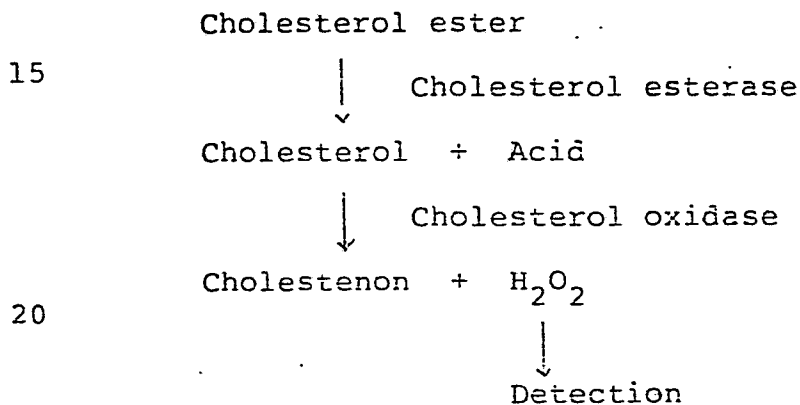 Cholesterol ester
15
Cholesterol esterase
Cholesterol ÷ Acid
Cholesterol oxidase
Cholestenon + H₂O₂
20
Detection